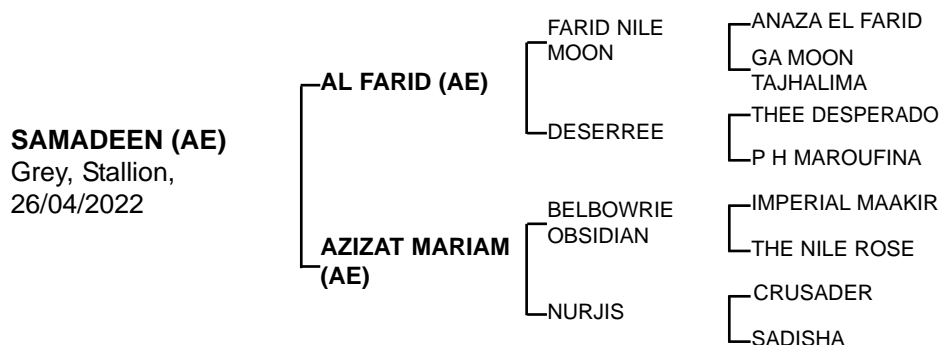 SAMADEEN (AE)
Grey, Stallion,
26/04/2022
AL FARID (AE)
AZIZAT MARIAM
(AE)
FARID NILE
MOON
DESERREE
BELBOWRIE
OBSIDIAN
NURJIS
ANAZA EL FARID
GA MOON
TAJHALIMA
THEE DESPERADO
P H MAROUFINA
IMPERIAL MAAKIR
THE NILE ROSE
CRUSADER
SADISHA